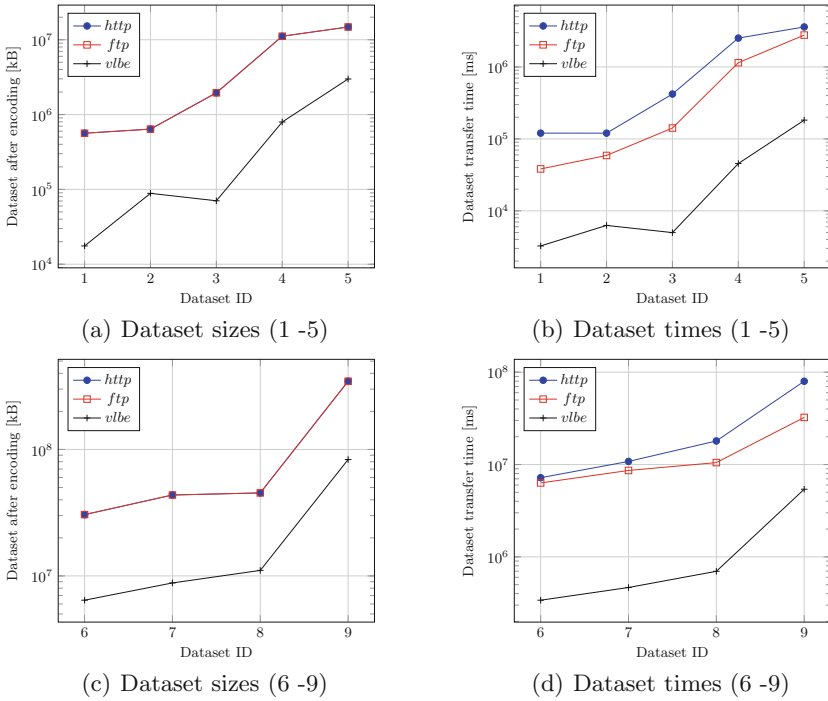 http
ftp
vlbe
10^7
10^6
10^5
10^4
Dataset after encoding [kB]
1 2 3 4 5
Dataset ID
(a) Dataset sizes (1 -5)
http
ftp
vlbe
10^6
10^5
10^4
Dataset transfer time [ms]
1 2 3 4 5
Dataset ID
(b) Dataset times (1 -5)
http
ftp
vlbe
10^8
10^7
Dataset after encoding [kB]
6 7 8 9
Dataset ID
(c) Dataset sizes (6 -9)
http
ftp
vlbe
10^8
10^7
10^6
Dataset transfer time [ms]
6 7 8 9
Dataset ID
(d) Dataset times (6 -9)